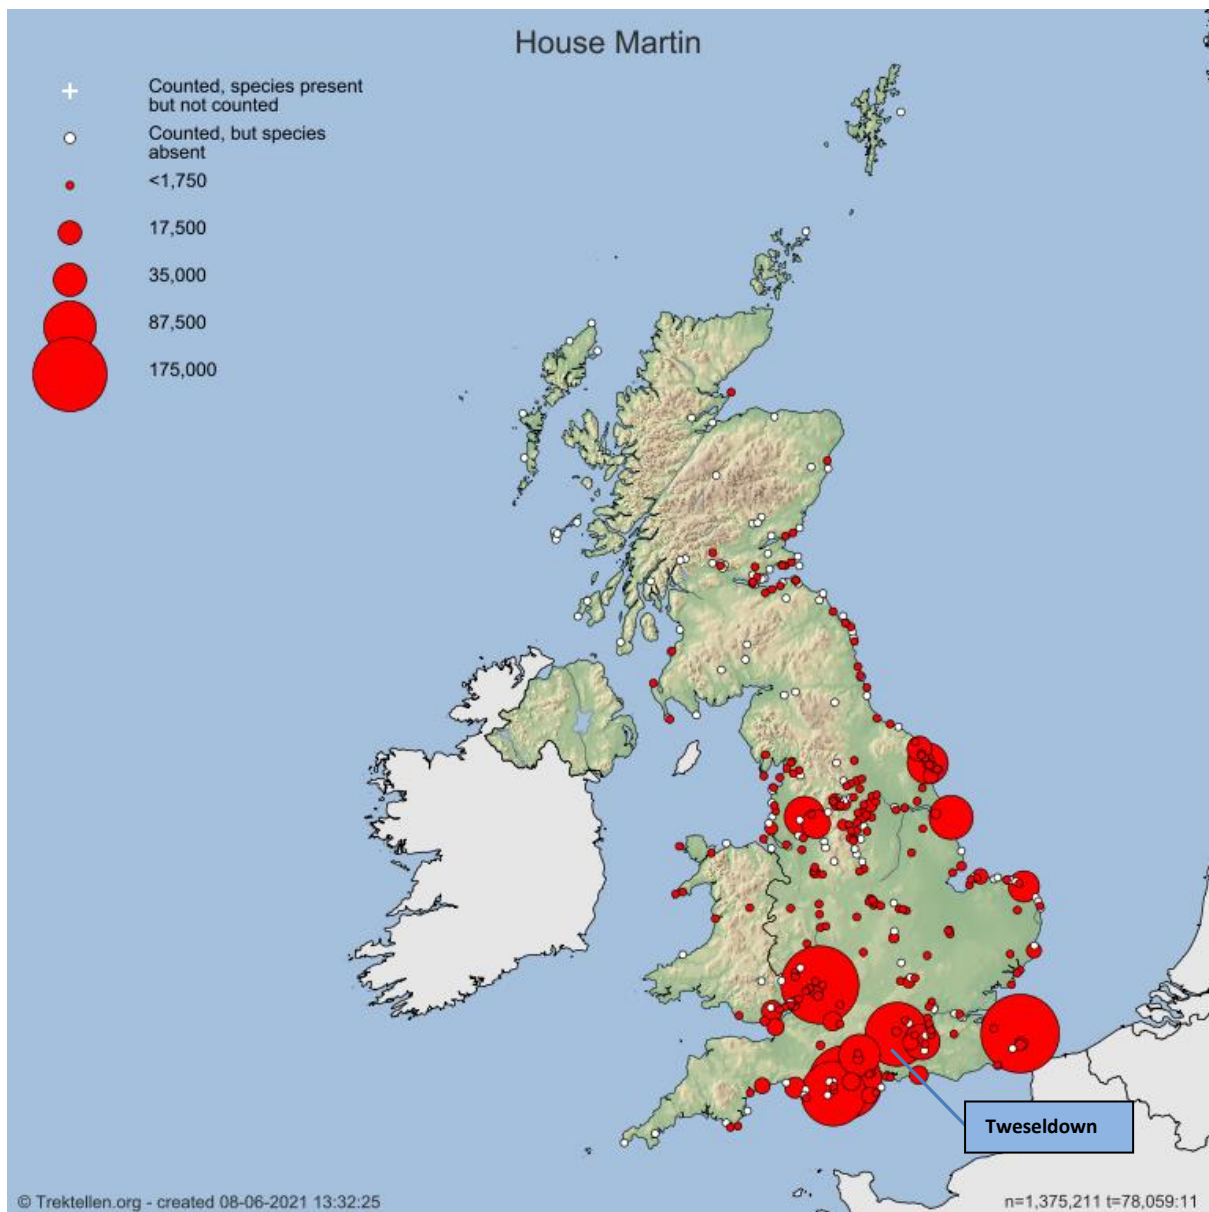 House Martin
Counted, species present
but not counted
Counted, but species
absent
<1,750
17,500
35,000
87,500
175,000
Tweseldown
© Trektellen.org - created 08-06-2021 13:32:25
n=1,375,211 t=78,059:11